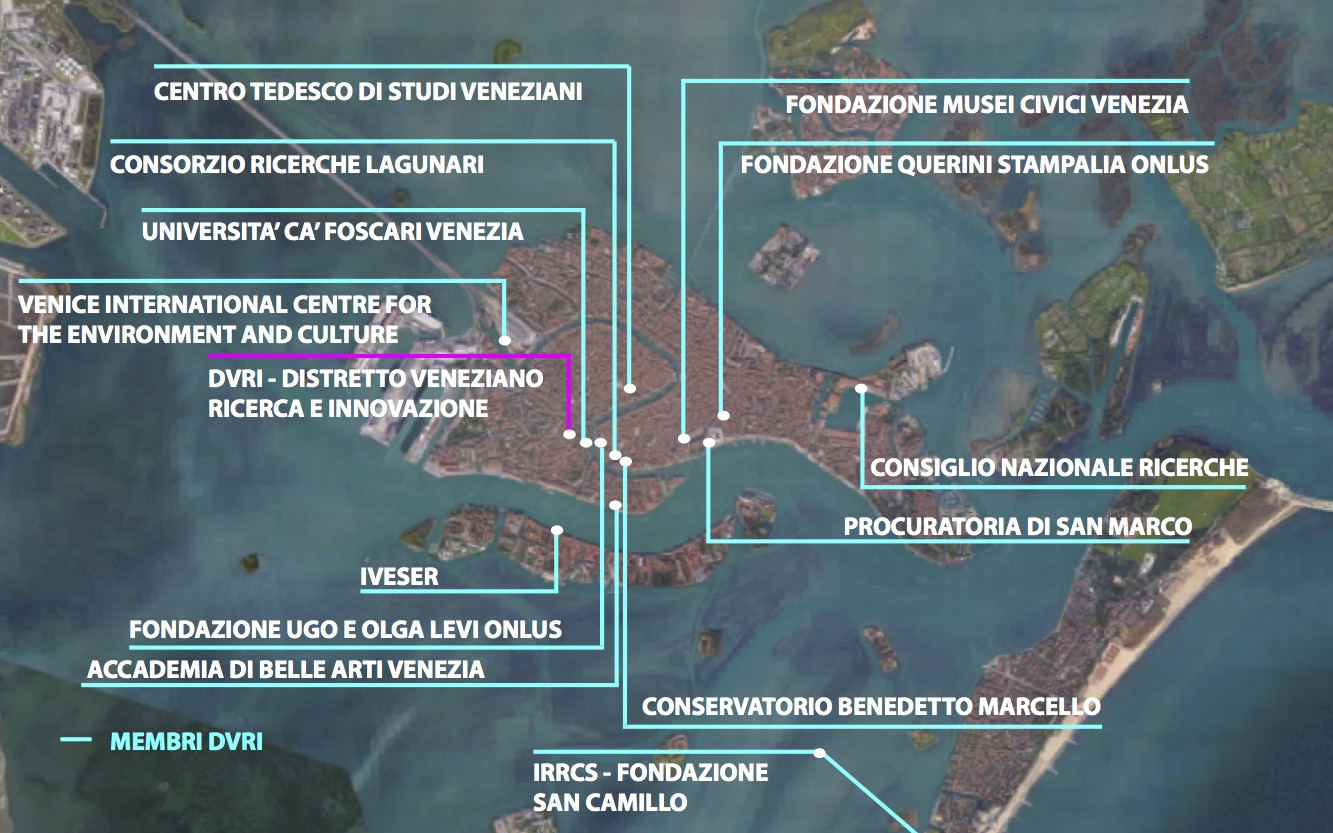 CENTRO TEDESCO DI STUDI VENEZIANI
FONDAZIONE MUSEI CIVICI VENEZIA
CONSORZIO RICERCHE LAGUNARI
FONDAZIONE QUERINI STAMPALIA ONLUS
UNIVERSITA’ CA’ FOSCARI VENEZIA
VENICE INTERNATIONAL CENTRE FOR
THE ENVIRONMENT AND CULTURE
DVRI - DISTRETTO VENEZIANO
RICERCA E INNOVAZIONE
CONSIGLIO NAZIONALE RICERCHE
PROCURATORIA DI SAN MARCO
IVESER
FONDAZIONE UGO E OLGA LEVI ONLUS
ACCADEMIA DI BELLE ARTI VENEZIA
CONSERVATORIO BENEDETTO MARCELLO
MEMBRI DVRI
IRRCS - FONDAZIONE
SAN CAMILLO